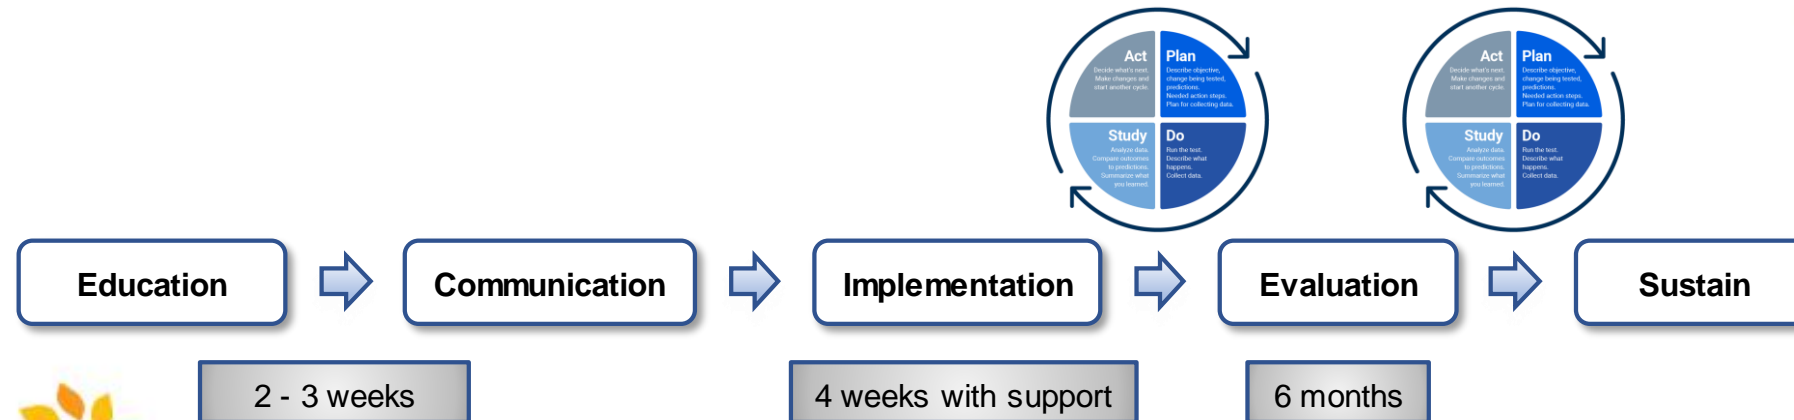 Act
Decide what's next.
Make changes and
start another cycle.
Plan
Describe objective,
change being tested,
predictions.
Needed action steps.
Plan for collecting data.
Study
Analyze data.
Compare outcomes
to predictions.
Summarize what
you learned.
Do
Run the test.
Describe what
happens.
Collect data.
Act
Decide what's next.
Make changes and
start another cycle.
Plan
Describe objective,
change being tested,
predictions.
Needed action steps.
Plan for collecting data.
Study
Analyze data.
Compare outcomes
to predictions.
Summarize what
you learned.
Do
Run the test.
Describe what
happens.
Collect data.
Education
Communication
Implementation
Evaluation
Sustain
2 - 3 weeks
4 weeks with support
6 months